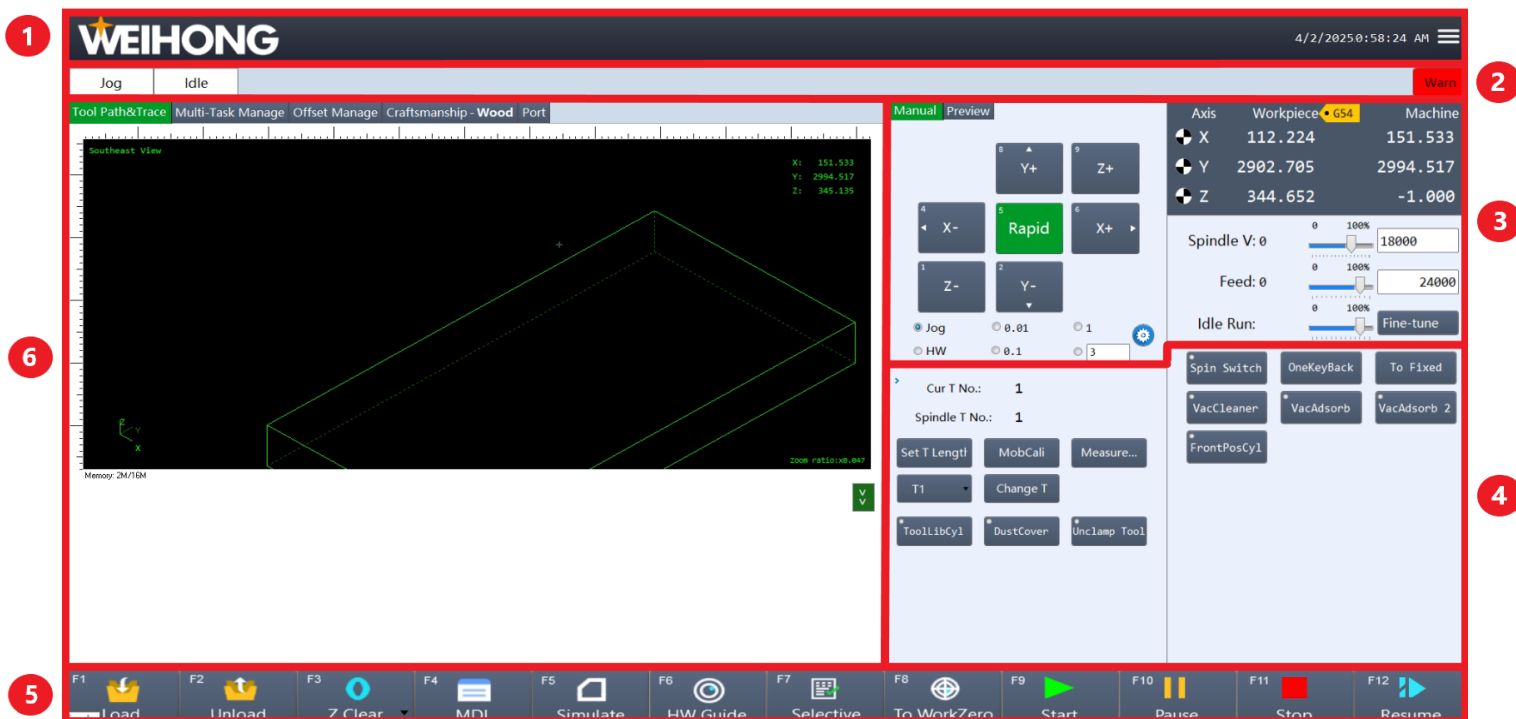 1
WEIHONG
4/2/20250:58:24 AM
Jog Idle
Warn
2
Tool Path&Trace Multi-Task Manage Offset Manage Craftsmanship - Wood Port
Southeast View
X: 151.533
Y: 2994.517
Z: 345.135
Z
Y
X
Zoom ratio:x0.047
Memory: 2M/16M
6
Manual Preview
8 Y+
9 Z+
4 X-
5 Rapid
6 X+
1 Z-
2 Y-
Jog 0.01 1
HW 0.1 3
Axis Workpiece G54 Machine
X 112.224 151.533
Y 2902.705 2994.517
Z 344.652 -1.000
3
0 100%
Spindle V: 0 18000
0 100%
Feed: 0 24000
0 100%
Idle Run: Fine-tune
Cur T No.: 1
Spindle T No.: 1
Set T Lengtl MobCali Measure...
T1 Change T
ToolLibCyl DustCover Unclamp Tool
Spin Switch OneKeyBack To Fixed
VacCleaner VacAdsorb VacAdsorb 2
FrontPosCyl
4
5
F1 Load
F2 Unload
F3 Z Clear
F4 MDI
F5 Simulate
F6 HW Guide
F7 Selective
F8 To WorkZero
F9 Start
F10 Pause
F11 Stop
F12 Resume